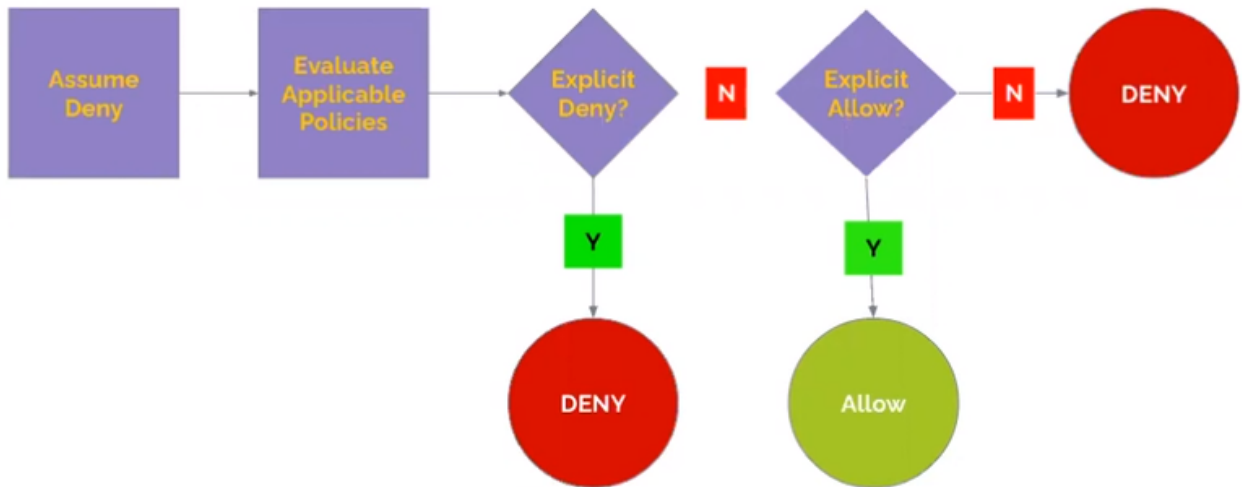 Assume
Deny
Evaluate
Applicable
Policies
Explicit
Deny?
N
Explicit
Allow?
N
DENY
Y
Y
DENY
Allow